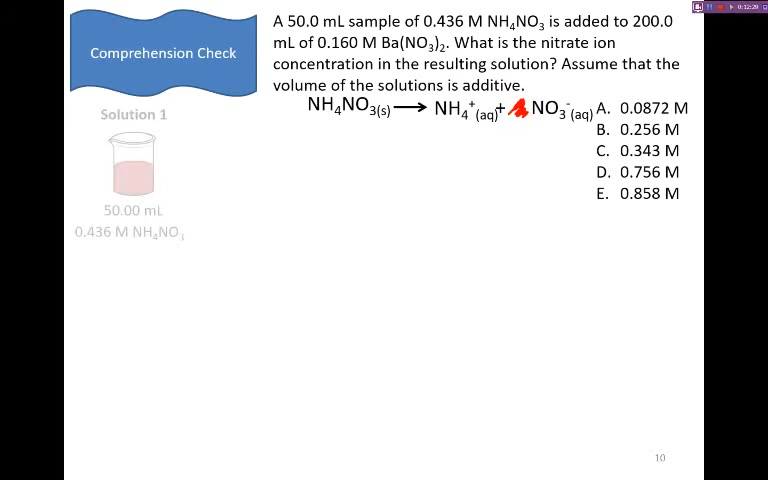 Comprehension Check
A 50.0 mL sample of 0.436 M NH₄NO₃ is added to 200.0
mL of 0.160 M Ba(NO₃)₂. What is the nitrate ion
concentration in the resulting solution? Assume that the
volume of the solutions is additive.
NH₄NO₃(s) ⟶ NH₄⁺(aq)+ NO₃⁻(aq)
A. 0.0872 M
B. 0.256 M
C. 0.343 M
D. 0.756 M
E. 0.858 M
Solution 1
50.00 mL
0.436 M NH₄NO₃
10
0:12:29